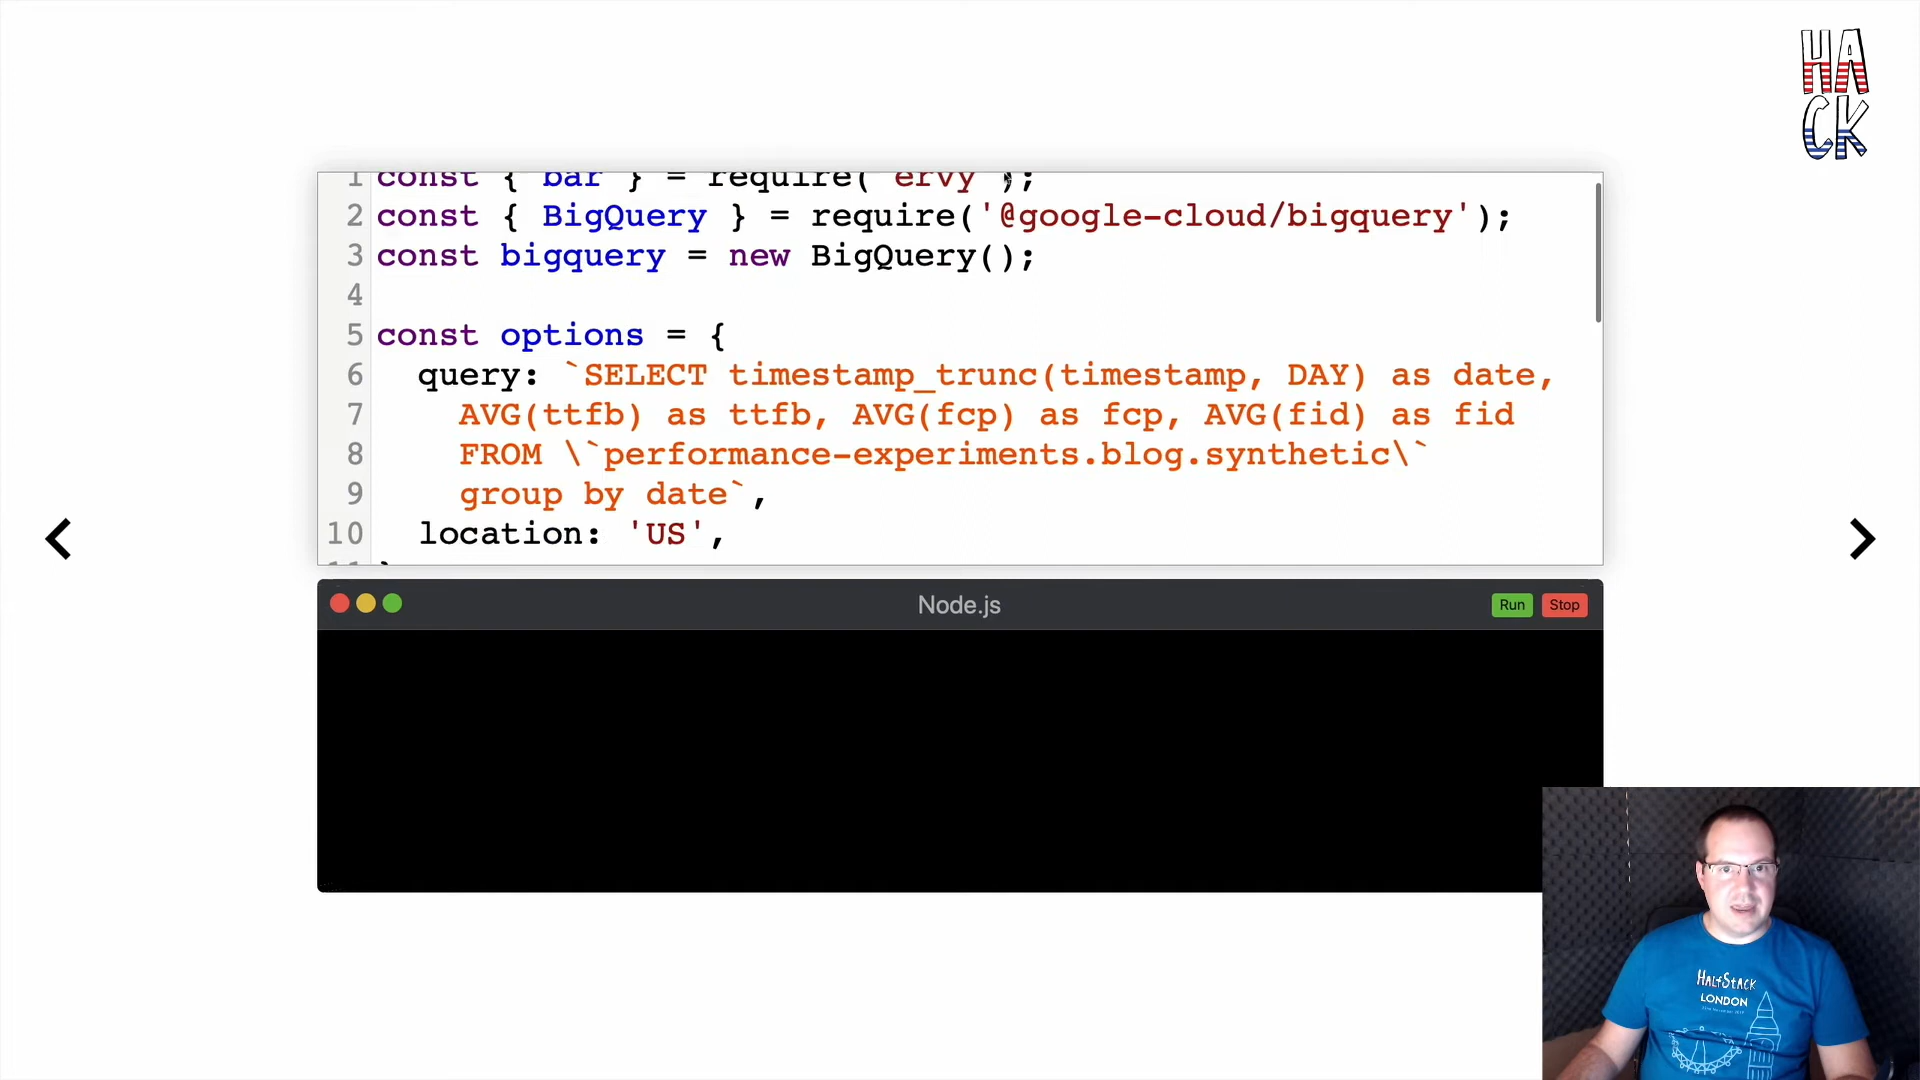 HA
CK
1 const { bar } = require('ervy');
2 const { BigQuery } = require('@google-cloud/bigquery');
3 const bigquery = new BigQuery();
4
5 const options = {
6 query: `SELECT timestamp_trunc(timestamp, DAY) as date,
7 AVG(ttfb) as ttfb, AVG(fcp) as fcp, AVG(fid) as fid
8 FROM \`performance-experiments.blog.synthetic\`
9 group by date`,
10 location: 'US',
Node.js
Run
Stop
HALFSTACK
LONDON